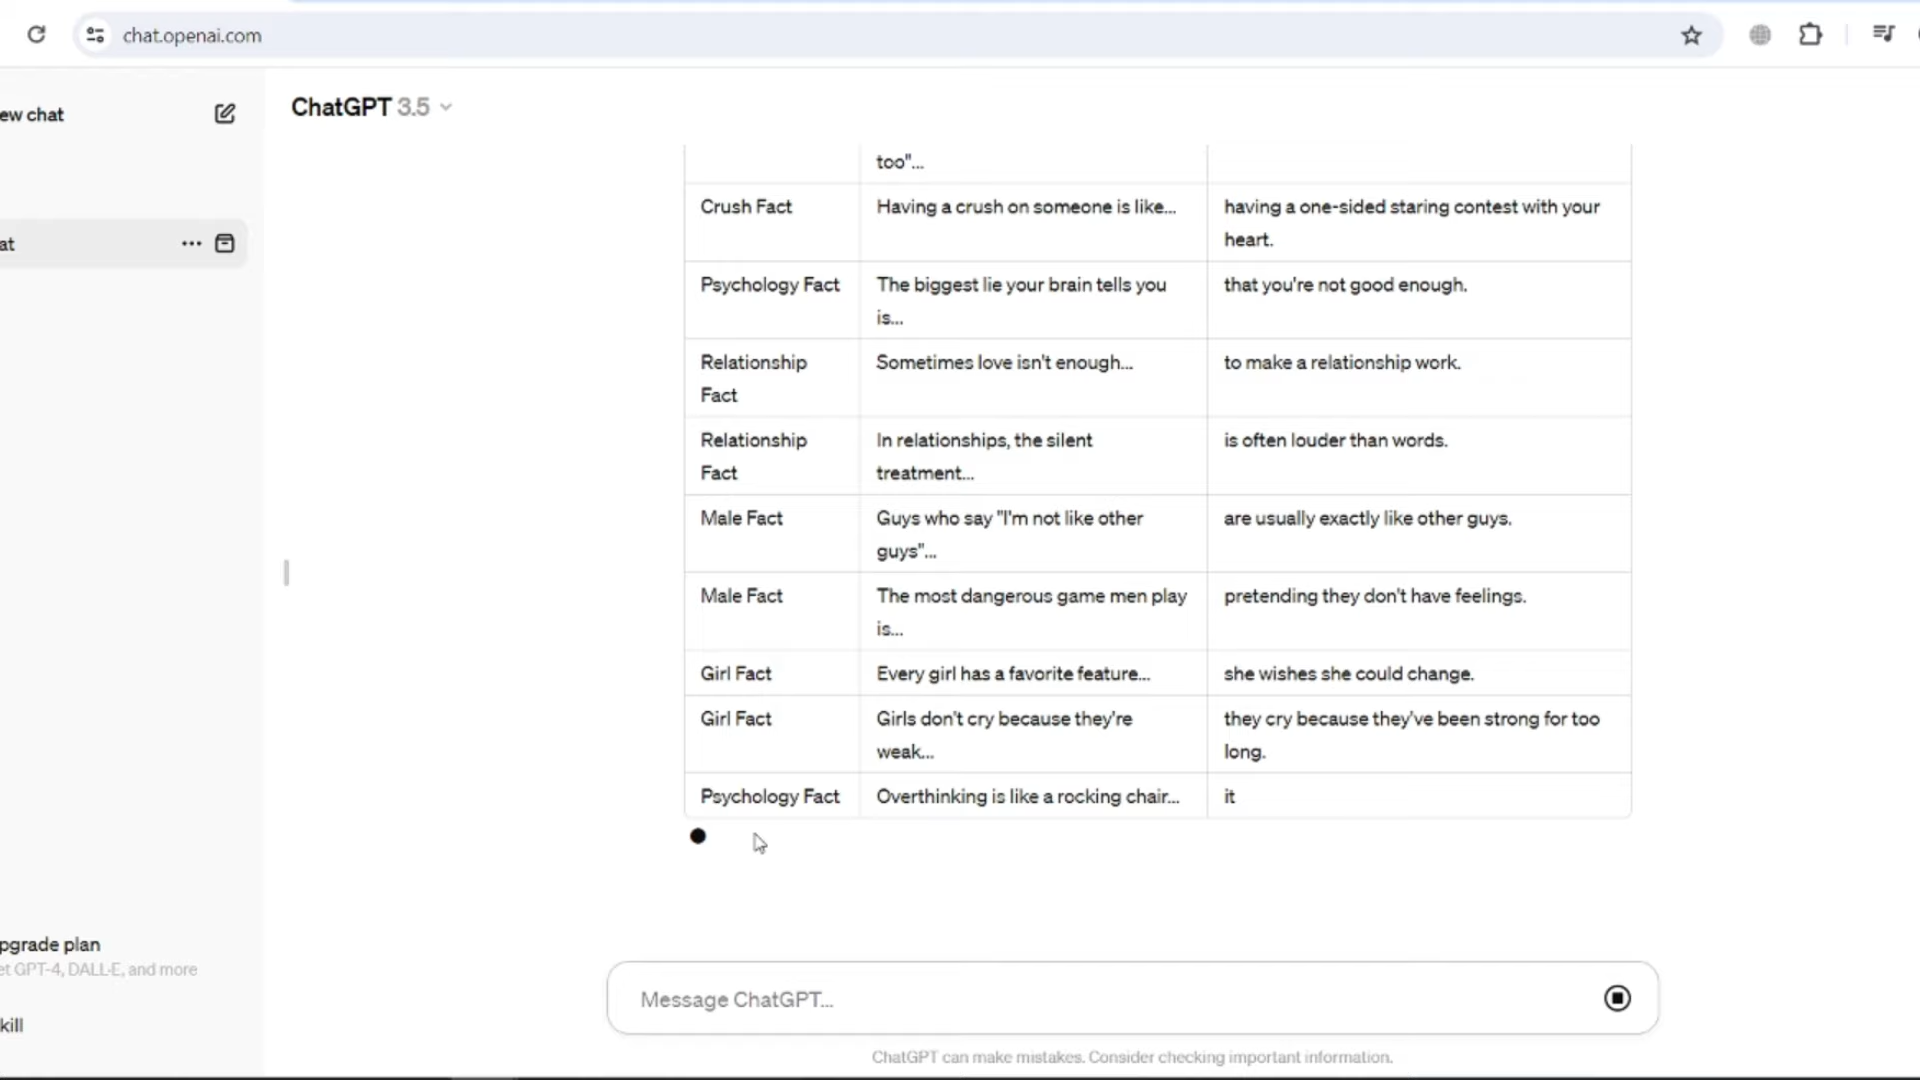 chat.openai.com
ew chat
ChatGPT 3.5
at
too"...
Crush Fact
Having a crush on someone is like...
having a one-sided staring contest with your
heart.
Psychology Fact
The biggest lie your brain tells you
is...
that you're not good enough.
Relationship
Fact
Sometimes love isn't enough...
to make a relationship work.
Relationship
Fact
In relationships, the silent
treatment...
is often louder than words.
Male Fact
Guys who say "I'm not like other
guys"...
are usually exactly like other guys.
Male Fact
The most dangerous game men play
is...
pretending they don't have feelings.
Girl Fact
Every girl has a favorite feature...
she wishes she could change.
Girl Fact
Girls don't cry because they're
weak...
they cry because they've been strong for too
long.
Psychology Fact
Overthinking is like a rocking chair...
it
pgrade plan
et GPT-4, DALL·E, and more
kill
Message ChatGPT...
ChatGPT can make mistakes. Consider checking important information.